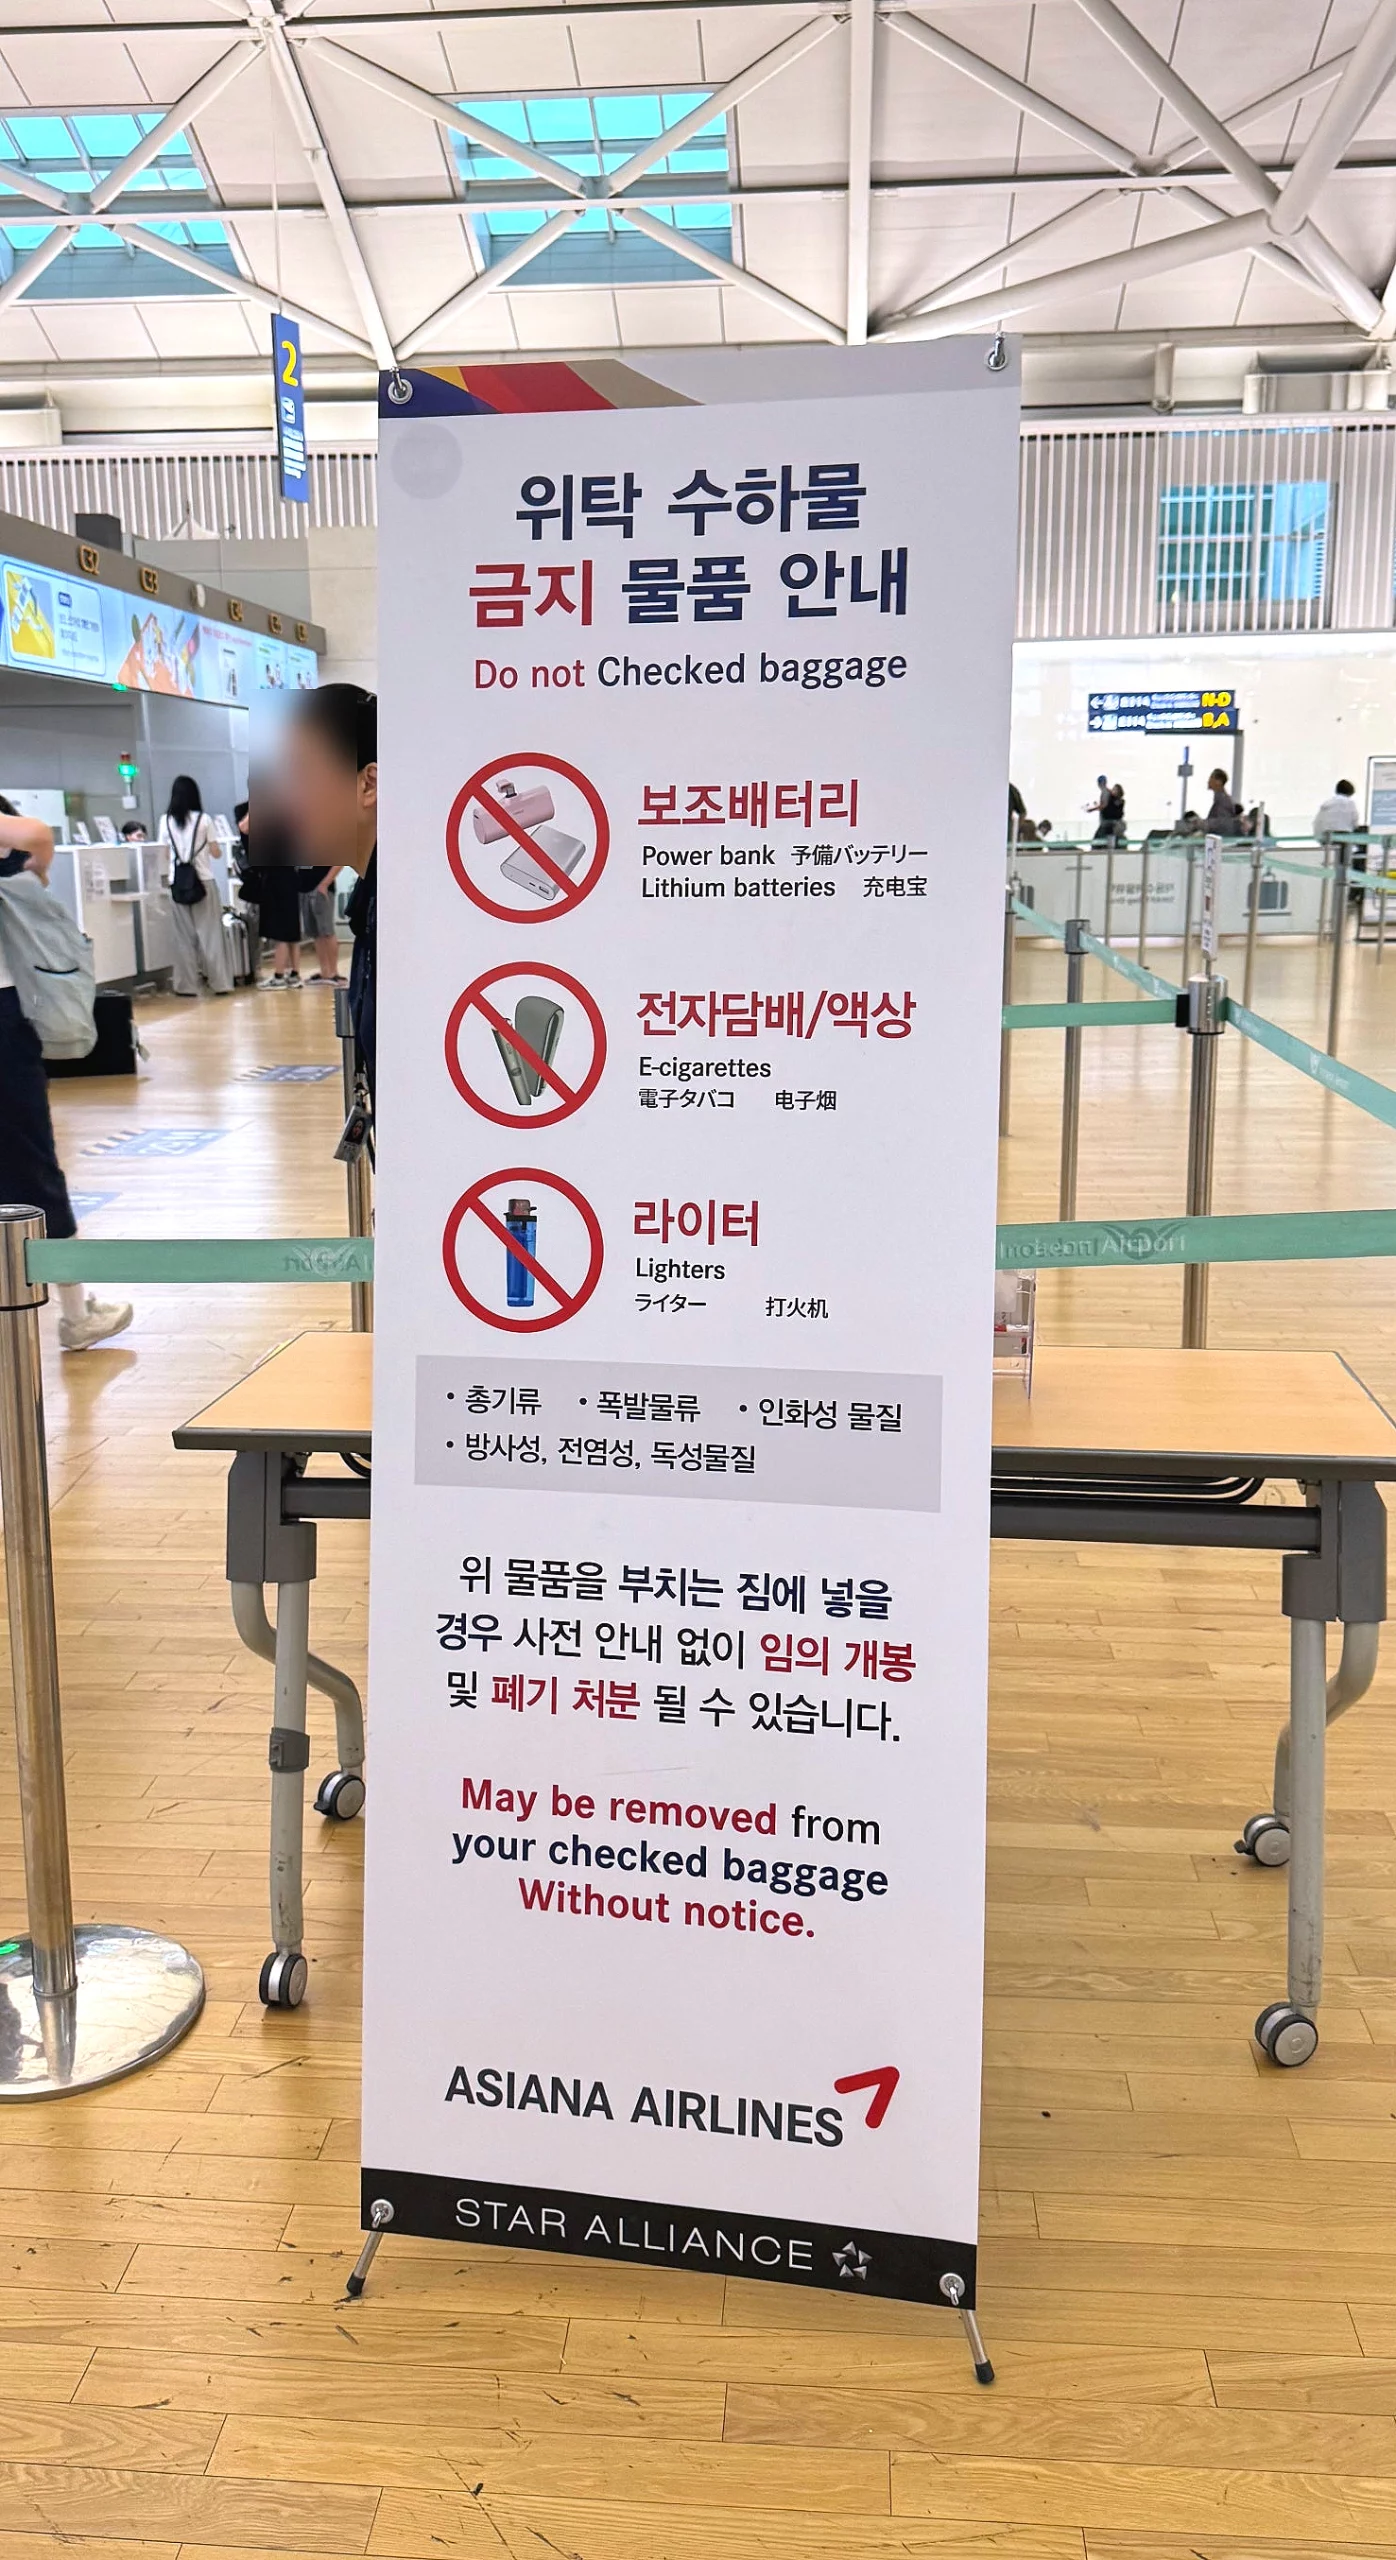 위탁 수하물
금지 물품 안내
Do not Checked baggage
보조배터리
Power bank 予備バッテリー
Lithium batteries 充电宝
전자담배/액상
E-cigarettes
電子タバコ 电子烟
라이터
Lighters
ライター 打火机
• 총기류 • 폭발물류 • 인화성 물질
• 방사성, 전염성, 독성물질
위 물품을 부치는 짐에 넣을
경우 사전 안내 없이 임의 개봉
및 폐기 처분 될 수 있습니다.
May be removed from
your checked baggage
Without notice.
ASIANA AIRLINES
STAR ALLIANCE
2